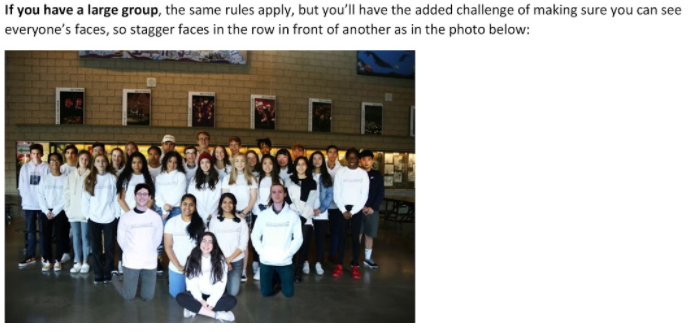 If you have a large group, the same rules apply, but you’ll have the added challenge of making sure you can see
everyone’s faces, so stagger faces in the row in front of another as in the photo below: